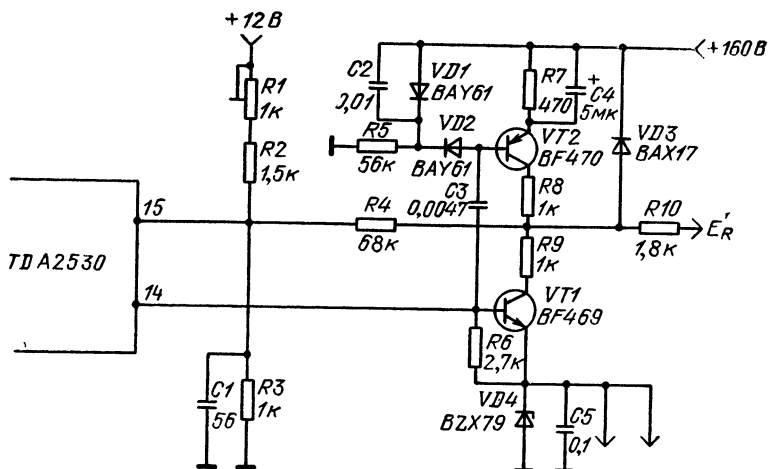 +12В
+160В
R1
1к
C2
0,01
VD1
BAY61
R7
470
+
C4
5мк
R5
56к
VD2
BAY61
VT2
BF470
VD3
BAX17
R2
1,5к
C3
0,0047
R8
1к
15
R4
68к
R10
1,8к
E'R
TDA2530
R9
1к
14
VT1
BF469
R6
2,7к
C1
56
R3
1к
VD4
BZX79
C5
0,1